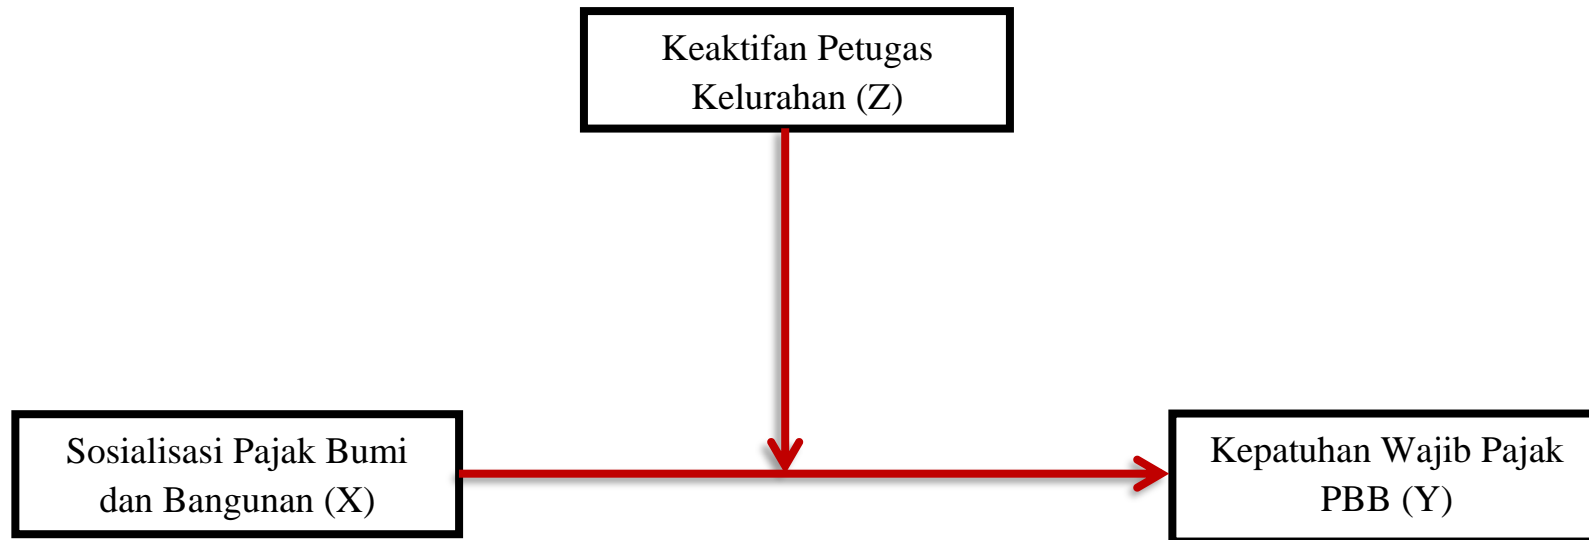 Keaktifan Petugas
Kelurahan (Z)
Sosialisasi Pajak Bumi
dan Bangunan (X)
Kepatuhan Wajib Pajak
PBB (Y)